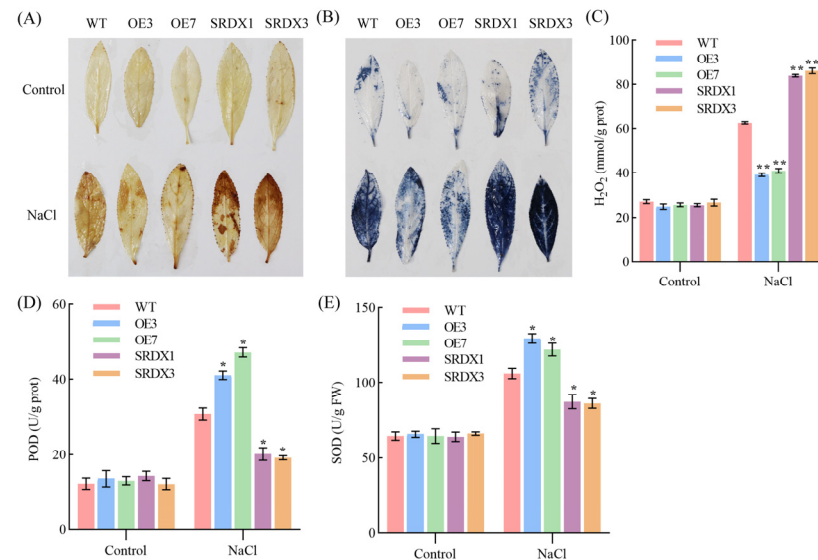 (A)
WT OE3 OE7 SRDX1 SRDX3
Control
NaCl
(B)
WT OE3 OE7 SRDX1 SRDX3
(C)
WT
OE3
OE7
SRDX1
SRDX3
H₂O₂ (mmol/g prot)
100
80
60
40
20
0
** ** ** **
Control NaCl
(D)
WT
OE3
OE7
SRDX1
SRDX3
POD (U/g prot)
60
40
20
0
* * * *
Control NaCl
(E)
WT
OE3
OE7
SRDX1
SRDX3
SOD (U/g FW)
150
100
50
0
* * * *
Control NaCl